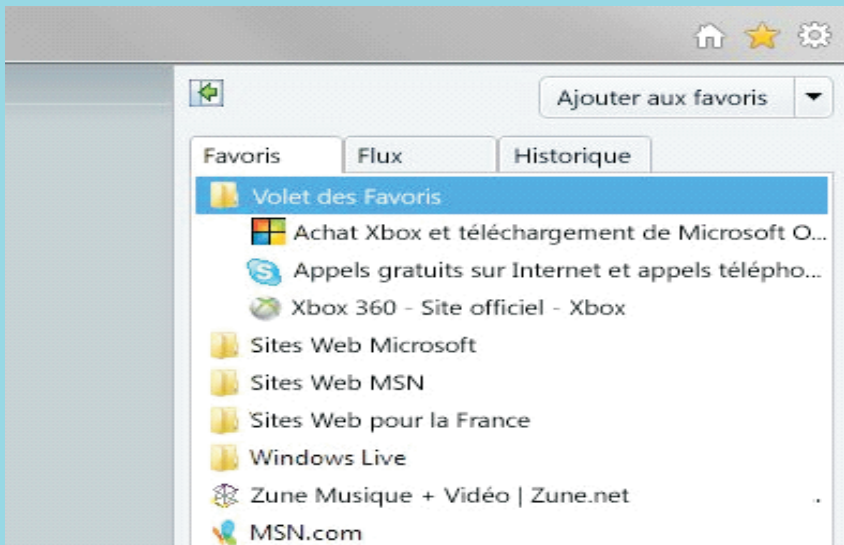 Ajouter aux favoris
Favoris Flux Historique
Volet des Favoris
Achat Xbox et téléchargement de Microsoft O...
Appels gratuits sur Internet et appels télépho...
Xbox 360 - Site officiel - Xbox
Sites Web Microsoft
Sites Web MSN
Sites Web pour la France
Windows Live
Zune Musique + Vidéo | Zune.net
MSN.com